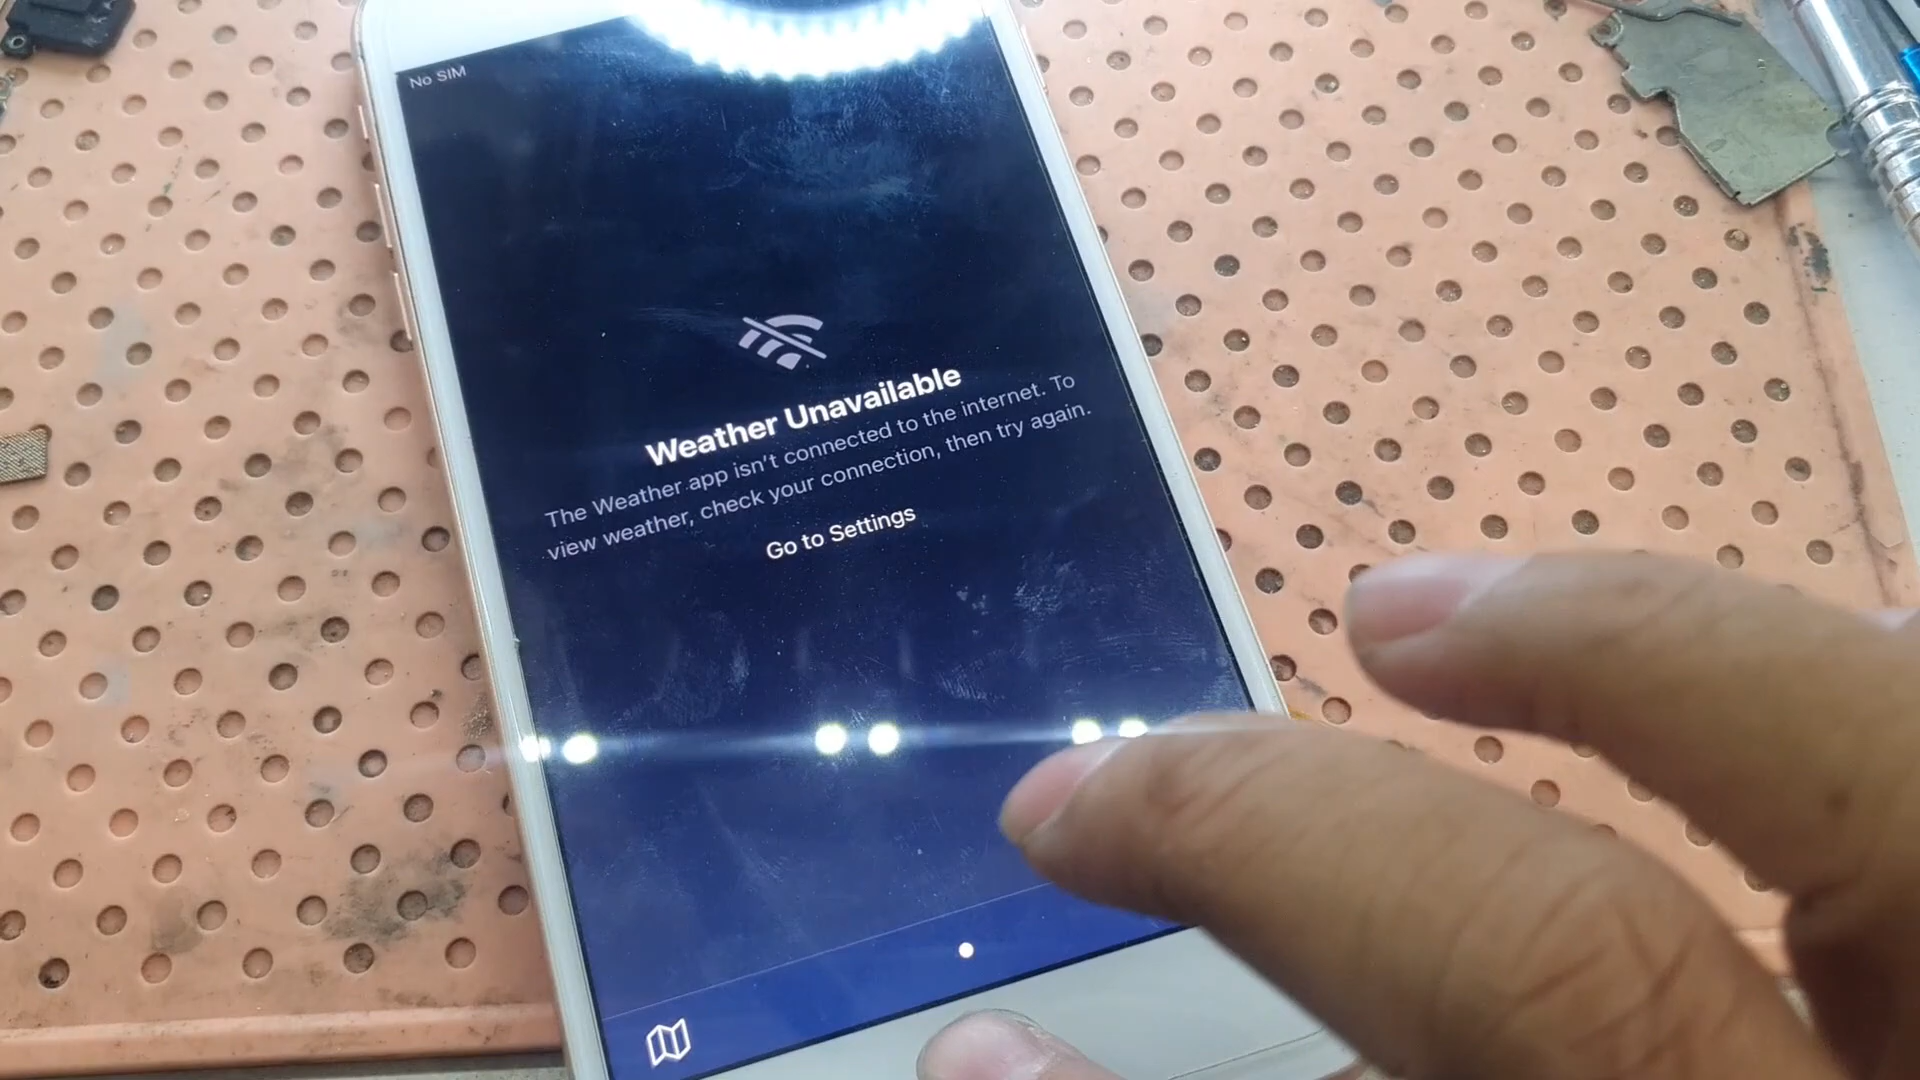 No SIM
Weather Unavailable
The Weather app isn't connected to the internet. To
view weather, check your connection, then try again.
Go to Settings